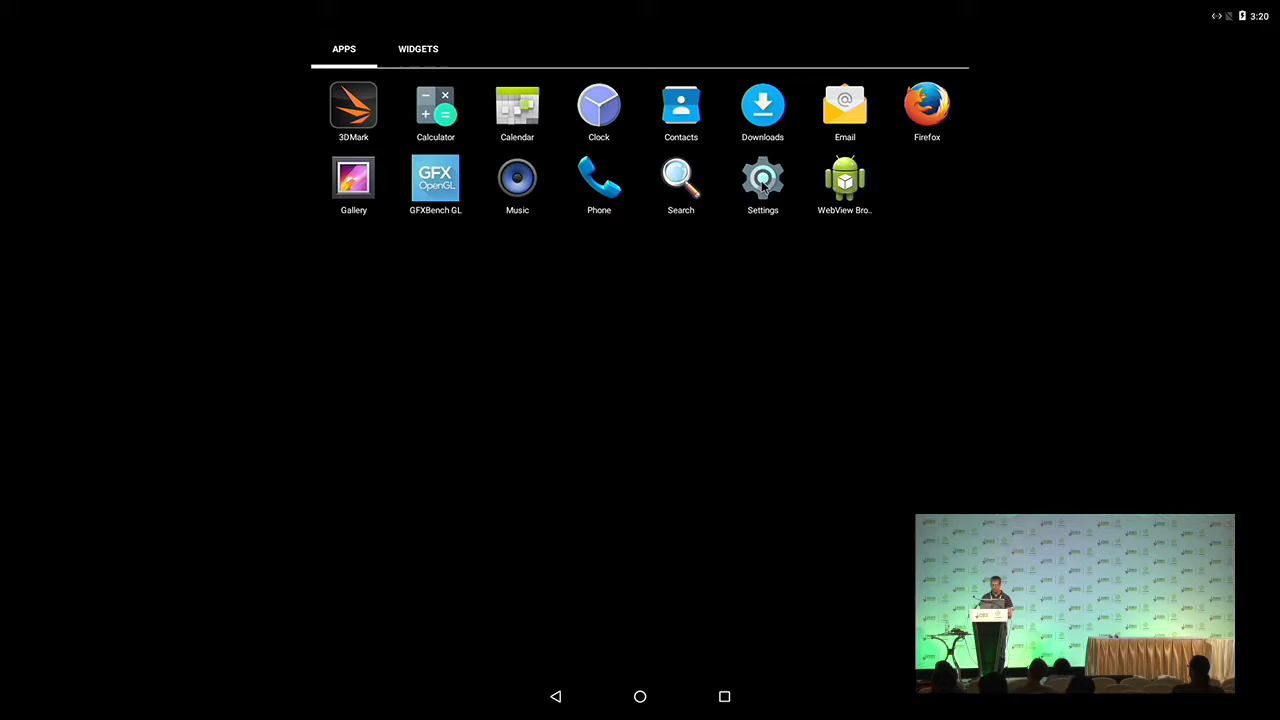 3:20
APPS WIDGETS
3DMark Calculator Calendar Clock Contacts Downloads Email Firefox
GFX
OpenGL
Gallery GFXBench GL Music Phone Search Settings WebView Bro..